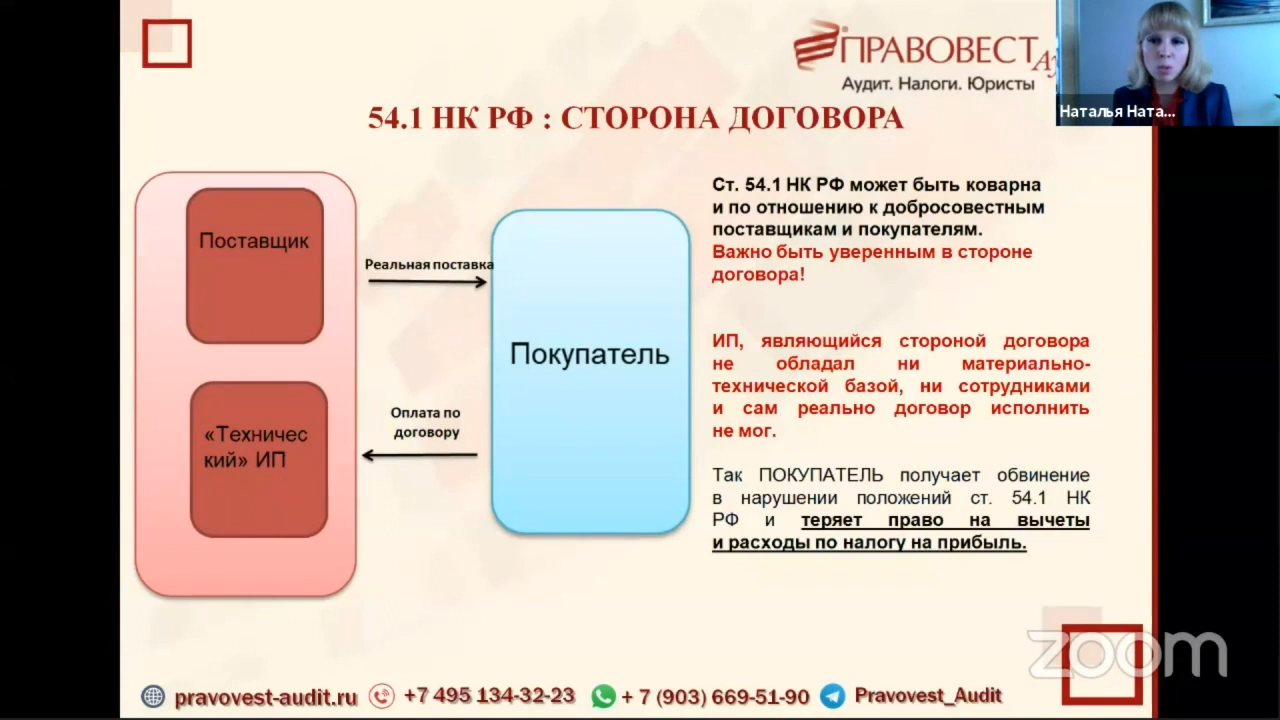 ПРАВОВЕСТ
Аудит. Налоги. Юристы
Наталья Ната...
54.1 НК РФ : СТОРОНА ДОГОВОРА
Поставщик
«Техничес
кий» ИП
Реальная поставка
Оплата по
договору
Покупатель
Ст. 54.1 НК РФ может быть коварна
и по отношению к добросовестным
поставщикам и покупателям.
Важно быть уверенным в стороне
договора!
ИП, являющийся стороной договора
не обладал ни материально-
технической базой, ни сотрудниками
и сам реально договор исполнить
не мог.
Так ПОКУПАТЕЛЬ получает обвинение
в нарушении положений ст. 54.1 НК
РФ и теряет право на вычеты
и расходы по налогу на прибыль.
zoom
pravovest-audit.ru
+7 495 134-32-23
+ 7 (903) 669-51-90
Pravovest_Audit